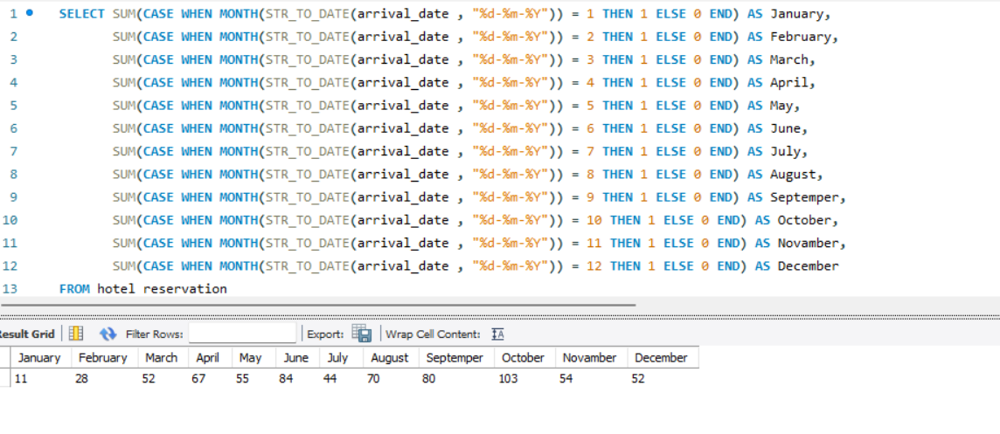 1 SELECT SUM(CASE WHEN MONTH(STR_TO_DATE(arrival_date , "%d-%m-%Y")) = 1 THEN 1 ELSE 0 END) AS January,
2 SUM(CASE WHEN MONTH(STR_TO_DATE(arrival_date , "%d-%m-%Y")) = 2 THEN 1 ELSE 0 END) AS February,
3 SUM(CASE WHEN MONTH(STR_TO_DATE(arrival_date , "%d-%m-%Y")) = 3 THEN 1 ELSE 0 END) AS March,
4 SUM(CASE WHEN MONTH(STR_TO_DATE(arrival_date , "%d-%m-%Y")) = 4 THEN 1 ELSE 0 END) AS April,
5 SUM(CASE WHEN MONTH(STR_TO_DATE(arrival_date , "%d-%m-%Y")) = 5 THEN 1 ELSE 0 END) AS May,
6 SUM(CASE WHEN MONTH(STR_TO_DATE(arrival_date , "%d-%m-%Y")) = 6 THEN 1 ELSE 0 END) AS June,
7 SUM(CASE WHEN MONTH(STR_TO_DATE(arrival_date , "%d-%m-%Y")) = 7 THEN 1 ELSE 0 END) AS July,
8 SUM(CASE WHEN MONTH(STR_TO_DATE(arrival_date , "%d-%m-%Y")) = 8 THEN 1 ELSE 0 END) AS August,
9 SUM(CASE WHEN MONTH(STR_TO_DATE(arrival_date , "%d-%m-%Y")) = 9 THEN 1 ELSE 0 END) AS Septemper,
10 SUM(CASE WHEN MONTH(STR_TO_DATE(arrival_date , "%d-%m-%Y")) = 10 THEN 1 ELSE 0 END) AS October,
11 SUM(CASE WHEN MONTH(STR_TO_DATE(arrival_date , "%d-%m-%Y")) = 11 THEN 1 ELSE 0 END) AS Novamber,
12 SUM(CASE WHEN MONTH(STR_TO_DATE(arrival_date , "%d-%m-%Y")) = 12 THEN 1 ELSE 0 END) AS December
13 FROM hotel reservation
Result Grid Filter Rows: Export: Wrap Cell Content:
January February March April May June July August Septemper October Novamber December
11 28 52 67 55 84 44 70 80 103 54 52